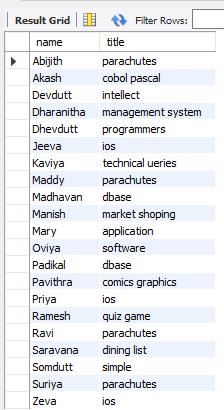 Result Grid Filter Rows:
name title
Abijith parachutes
Akash cobol pascal
Devdutt intellect
Dharanitha management system
Dhevdutt programmers
Jeeva ios
Kaviya technical ueries
Maddy parachutes
Madhavan dbase
Manish market shoping
Mary application
Oviya software
Padikal dbase
Pavithra comics graphics
Priya ios
Ramesh quiz game
Ravi parachutes
Saravana dining list
Somdutt simple
Suriya parachutes
Zeva ios